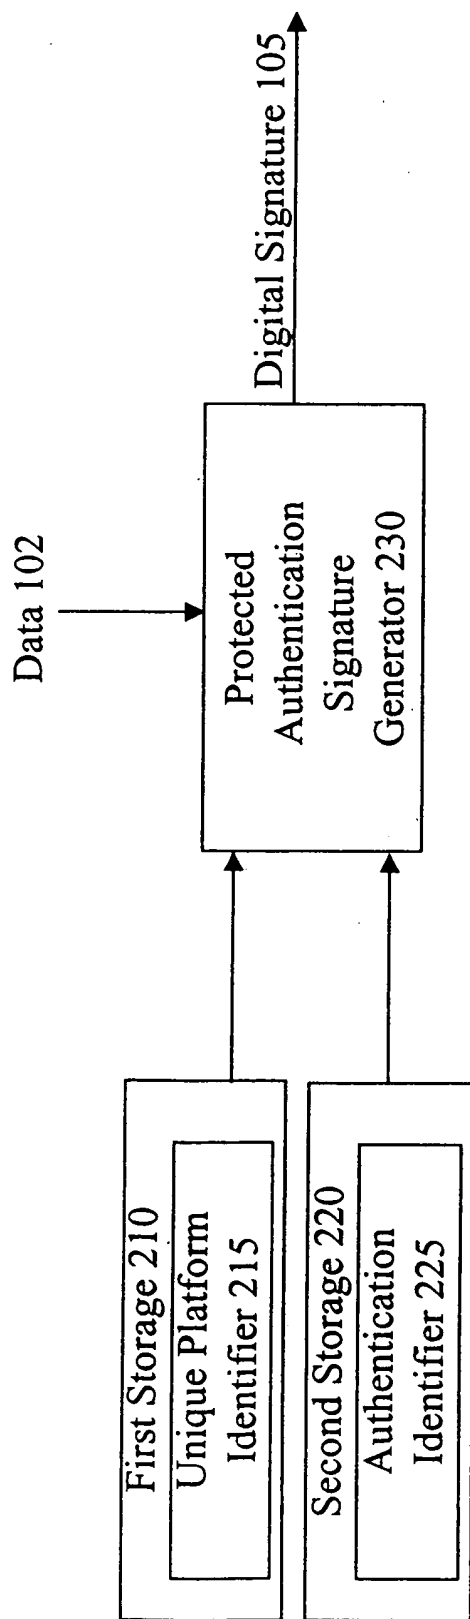 Data 102
First Storage 210
Unique Platform
Identifier 215
Second Storage 220
Authentication
Identifier 225
Protected
Authentication
Signature
Generator 230
Digital Signature 105